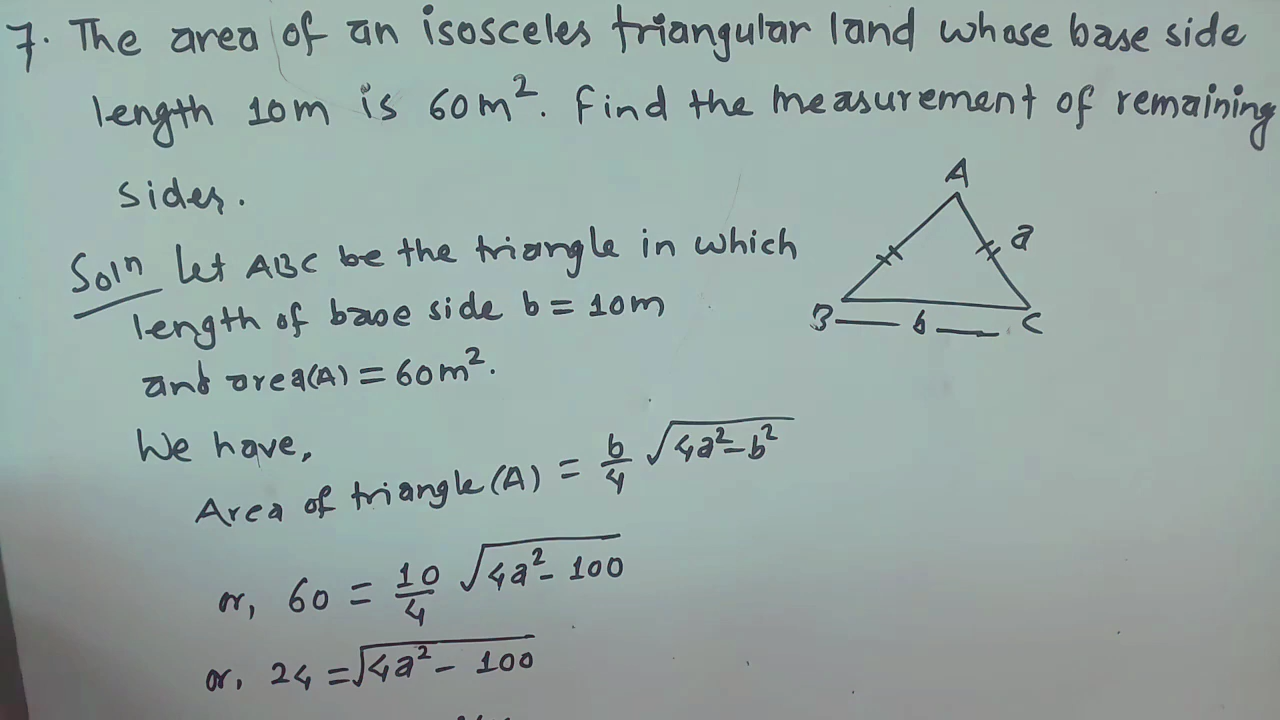 7. The area of an isosceles triangular land whose base side
length 10m is 60m². Find the measurement of remaining
sides.
Solⁿ Let ABC be the triangle in which
length of base side b = 10m
and area(A) = 60m².
We have,
Area of triangle (A) = b/4 √(4a²-b²)
or, 60 = 10/4 √(4a²- 100)
or, 24 = √(4a² - 100)
A
a
B
b
C